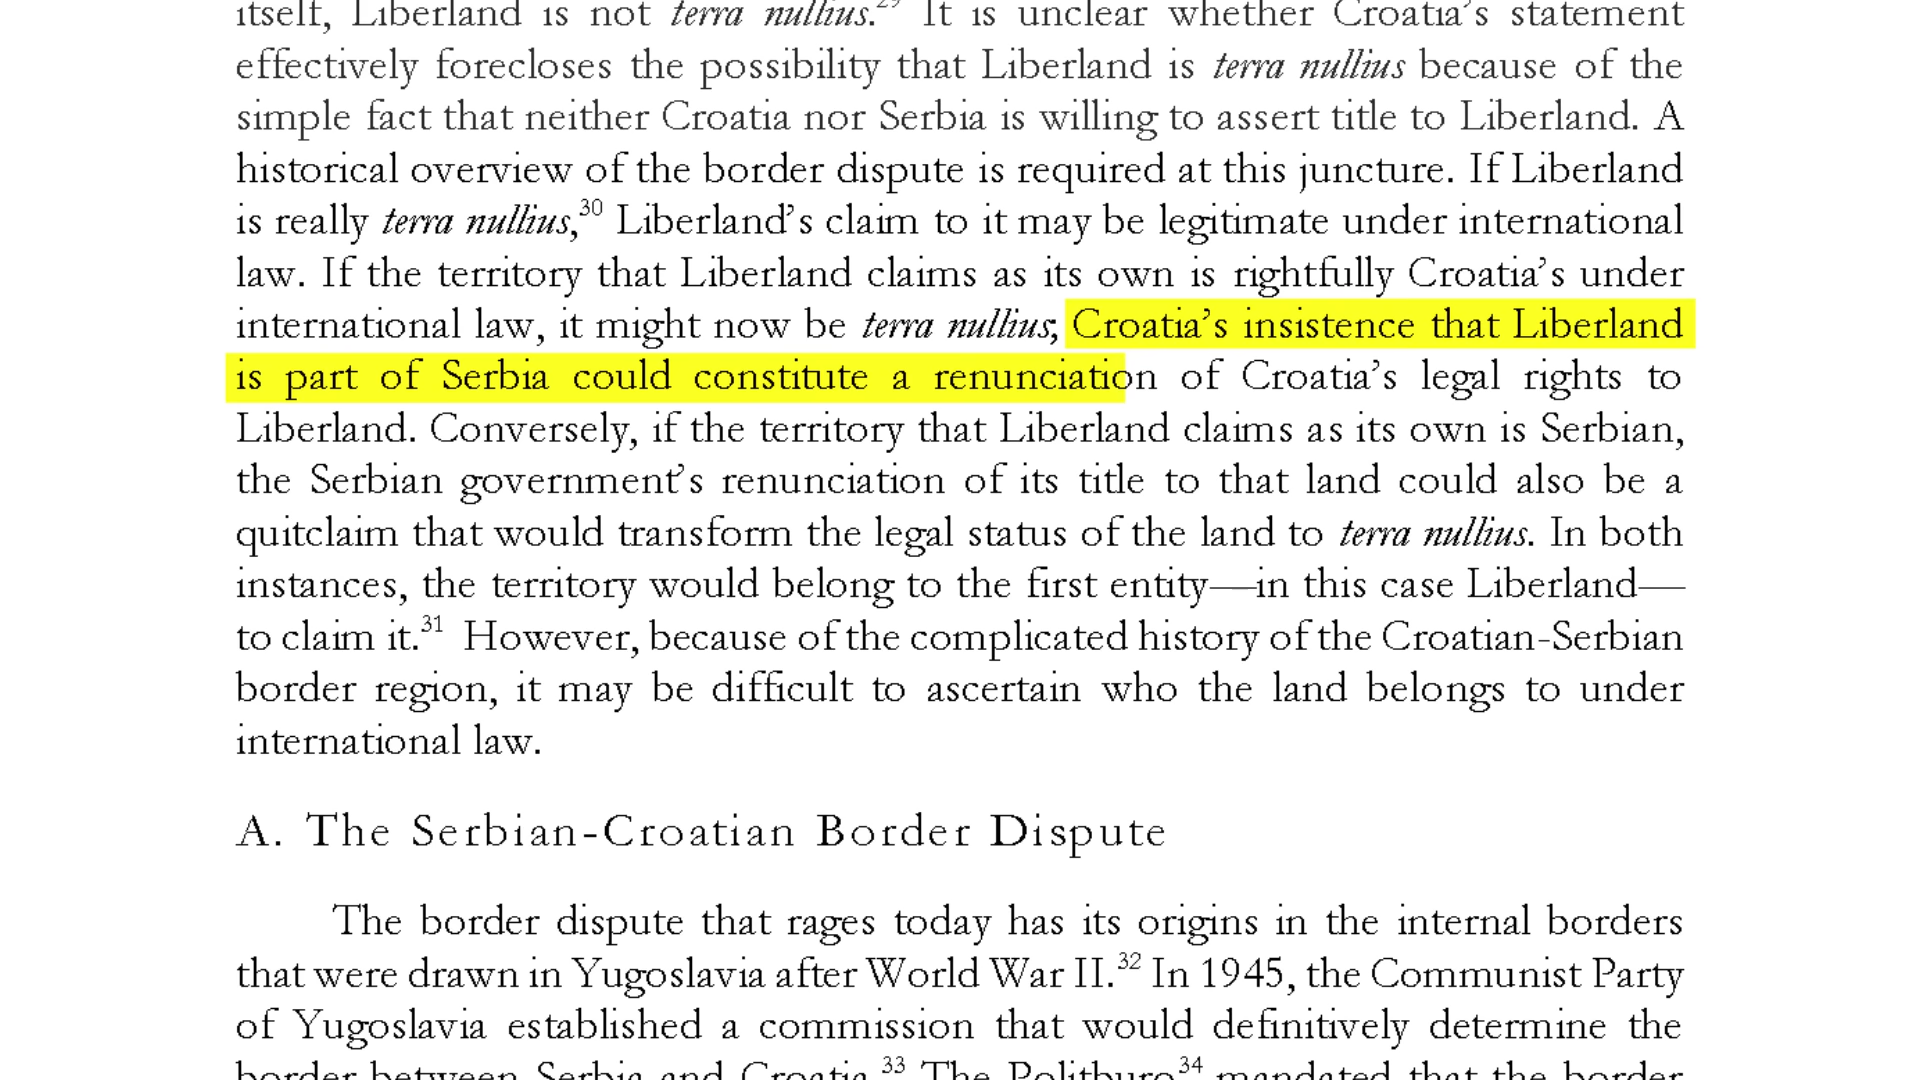 itself, Liberland is not terra nullius.29 It is unclear whether Croatia’s statement
effectively forecloses the possibility that Liberland is terra nullius because of the
simple fact that neither Croatia nor Serbia is willing to assert title to Liberland. A
historical overview of the border dispute is required at this juncture. If Liberland
is really terra nullius,30 Liberland’s claim to it may be legitimate under international
law. If the territory that Liberland claims as its own is rightfully Croatia’s under
international law, it might now be terra nullius; Croatia’s insistence that Liberland
is part of Serbia could constitute a renunciation of Croatia’s legal rights to
Liberland. Conversely, if the territory that Liberland claims as its own is Serbian,
the Serbian government’s renunciation of its title to that land could also be a
quitclaim that would transform the legal status of the land to terra nullius. In both
instances, the territory would belong to the first entity—in this case Liberland—
to claim it.31 However, because of the complicated history of the Croatian-Serbian
border region, it may be difficult to ascertain who the land belongs to under
international law.
A. The Serbian-Croatian Border Dispute
The border dispute that rages today has its origins in the internal borders
that were drawn in Yugoslavia after World War II.32 In 1945, the Communist Party
of Yugoslavia established a commission that would definitively determine the
border between Serbia and Croatia.33 The Politburo34 mandated that the border